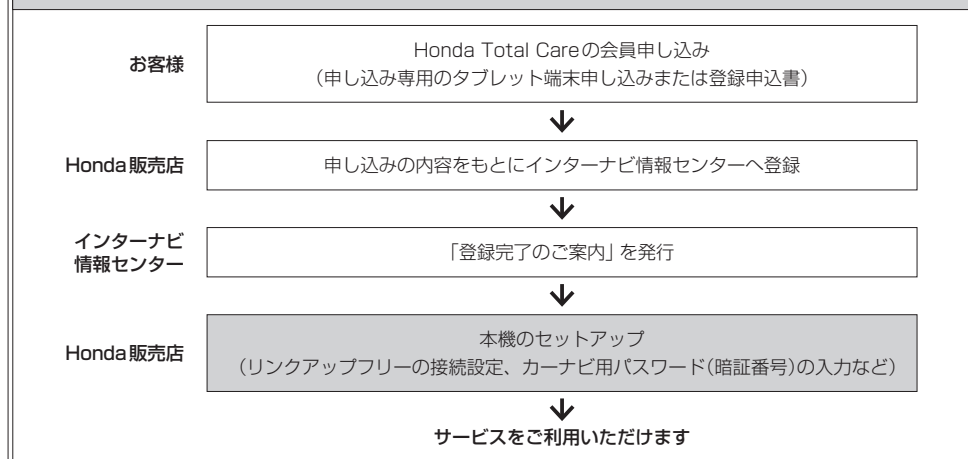 お客様
Honda Total Careの会員申し込み
（申し込み専用のタブレット端末申し込みまたは登録申込書）
Honda販売店
申し込みの内容をもとにインターナビ情報センターへ登録
インターナビ
情報センター
「登録完了のご案内」を発行
Honda販売店
本機のセットアップ
（リンクアップフリーの接続設定、カーナビ用パスワード（暗証番号）の入力など）
サービスをご利用いただけます